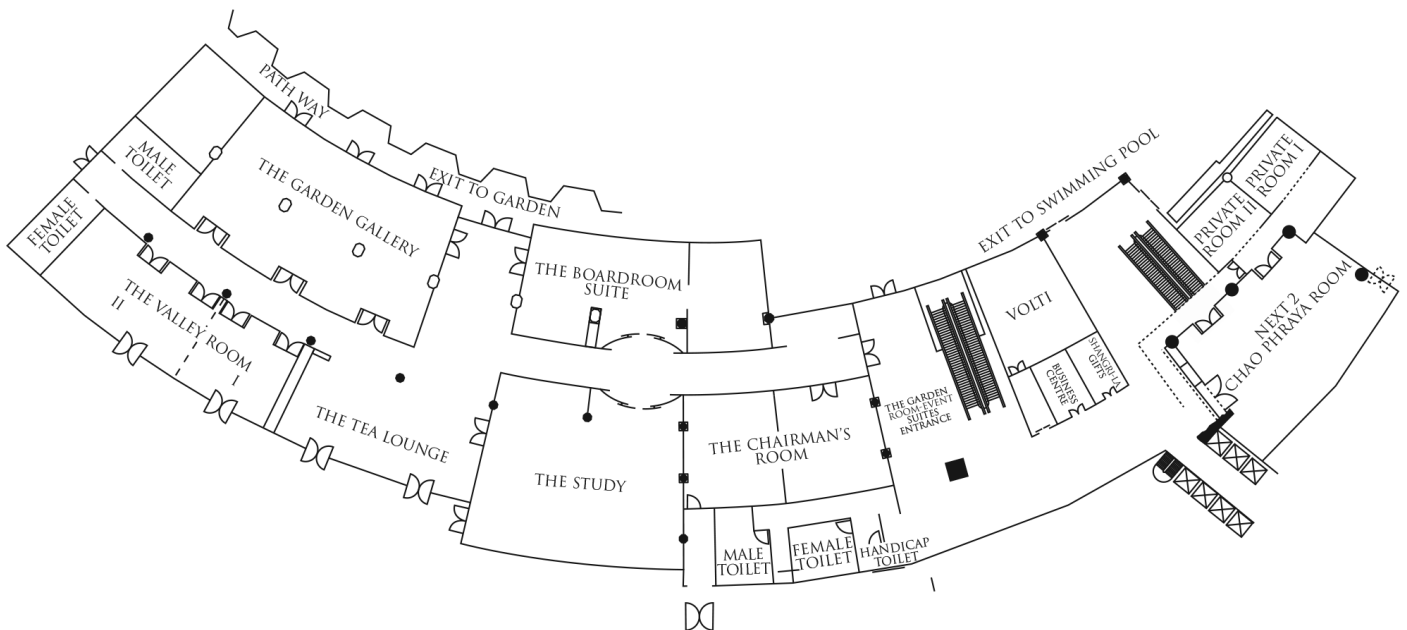 PATH WAY
EXIT TO GARDEN
MALE
TOILET
THE GARDEN GALLERY
FEMALE
TOILET
THE VALLEY ROOM
II
I
THE TEA LOUNGE
THE BOARDROOM
SUITE
THE STUDY
THE CHAIRMAN'S
ROOM
MALE
TOILET
FEMALE
TOILET
HANDICAP
TOILET
THE GARDEN
ROOM-EVENT
SUITES
ENTRANCE
EXIT TO SWIMMING POOL
VOLTI
BUSINESS
CENTRE
SHANGRI-LA
GIFTS
PRIVATE
ROOM I
PRIVATE
ROOM II
NEXT 2
CHAO PHRAYA ROOM